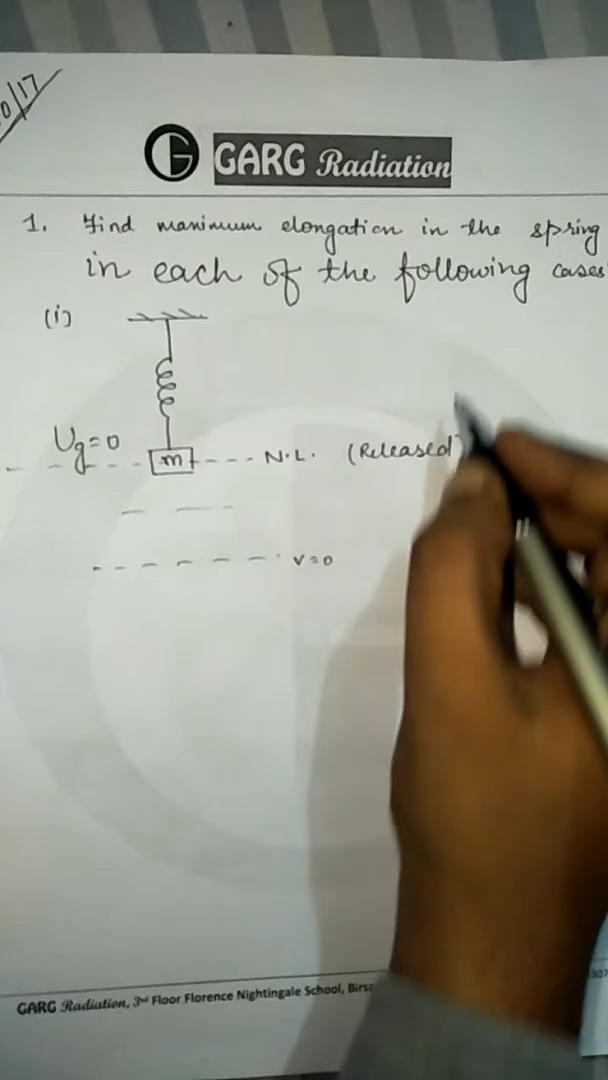 0/17
G GARG Radiation
1. Find maximum elongation in the spring
in each of the following cases
(i)
Ug=0
m N.L. (Released)
v=0
GARG Radiation, 3rd Floor Florence Nightingale School,